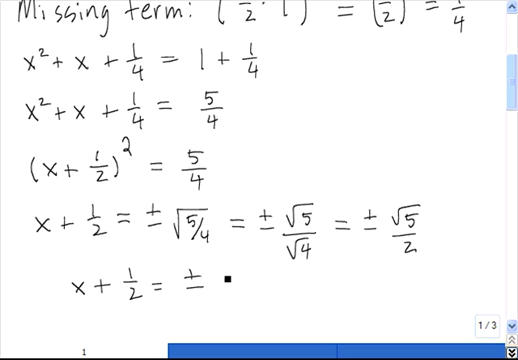 Missing term: (1/2 · 1) = (1/2) = 1/4
x² + x + 1/4 = 1 + 1/4
x² + x + 1/4 = 5/4
(x + 1/2)² = 5/4
x + 1/2 = ± √5/4 = ± √5/√4 = ± √5/2
x + 1/2 = ±
1 / 3
1